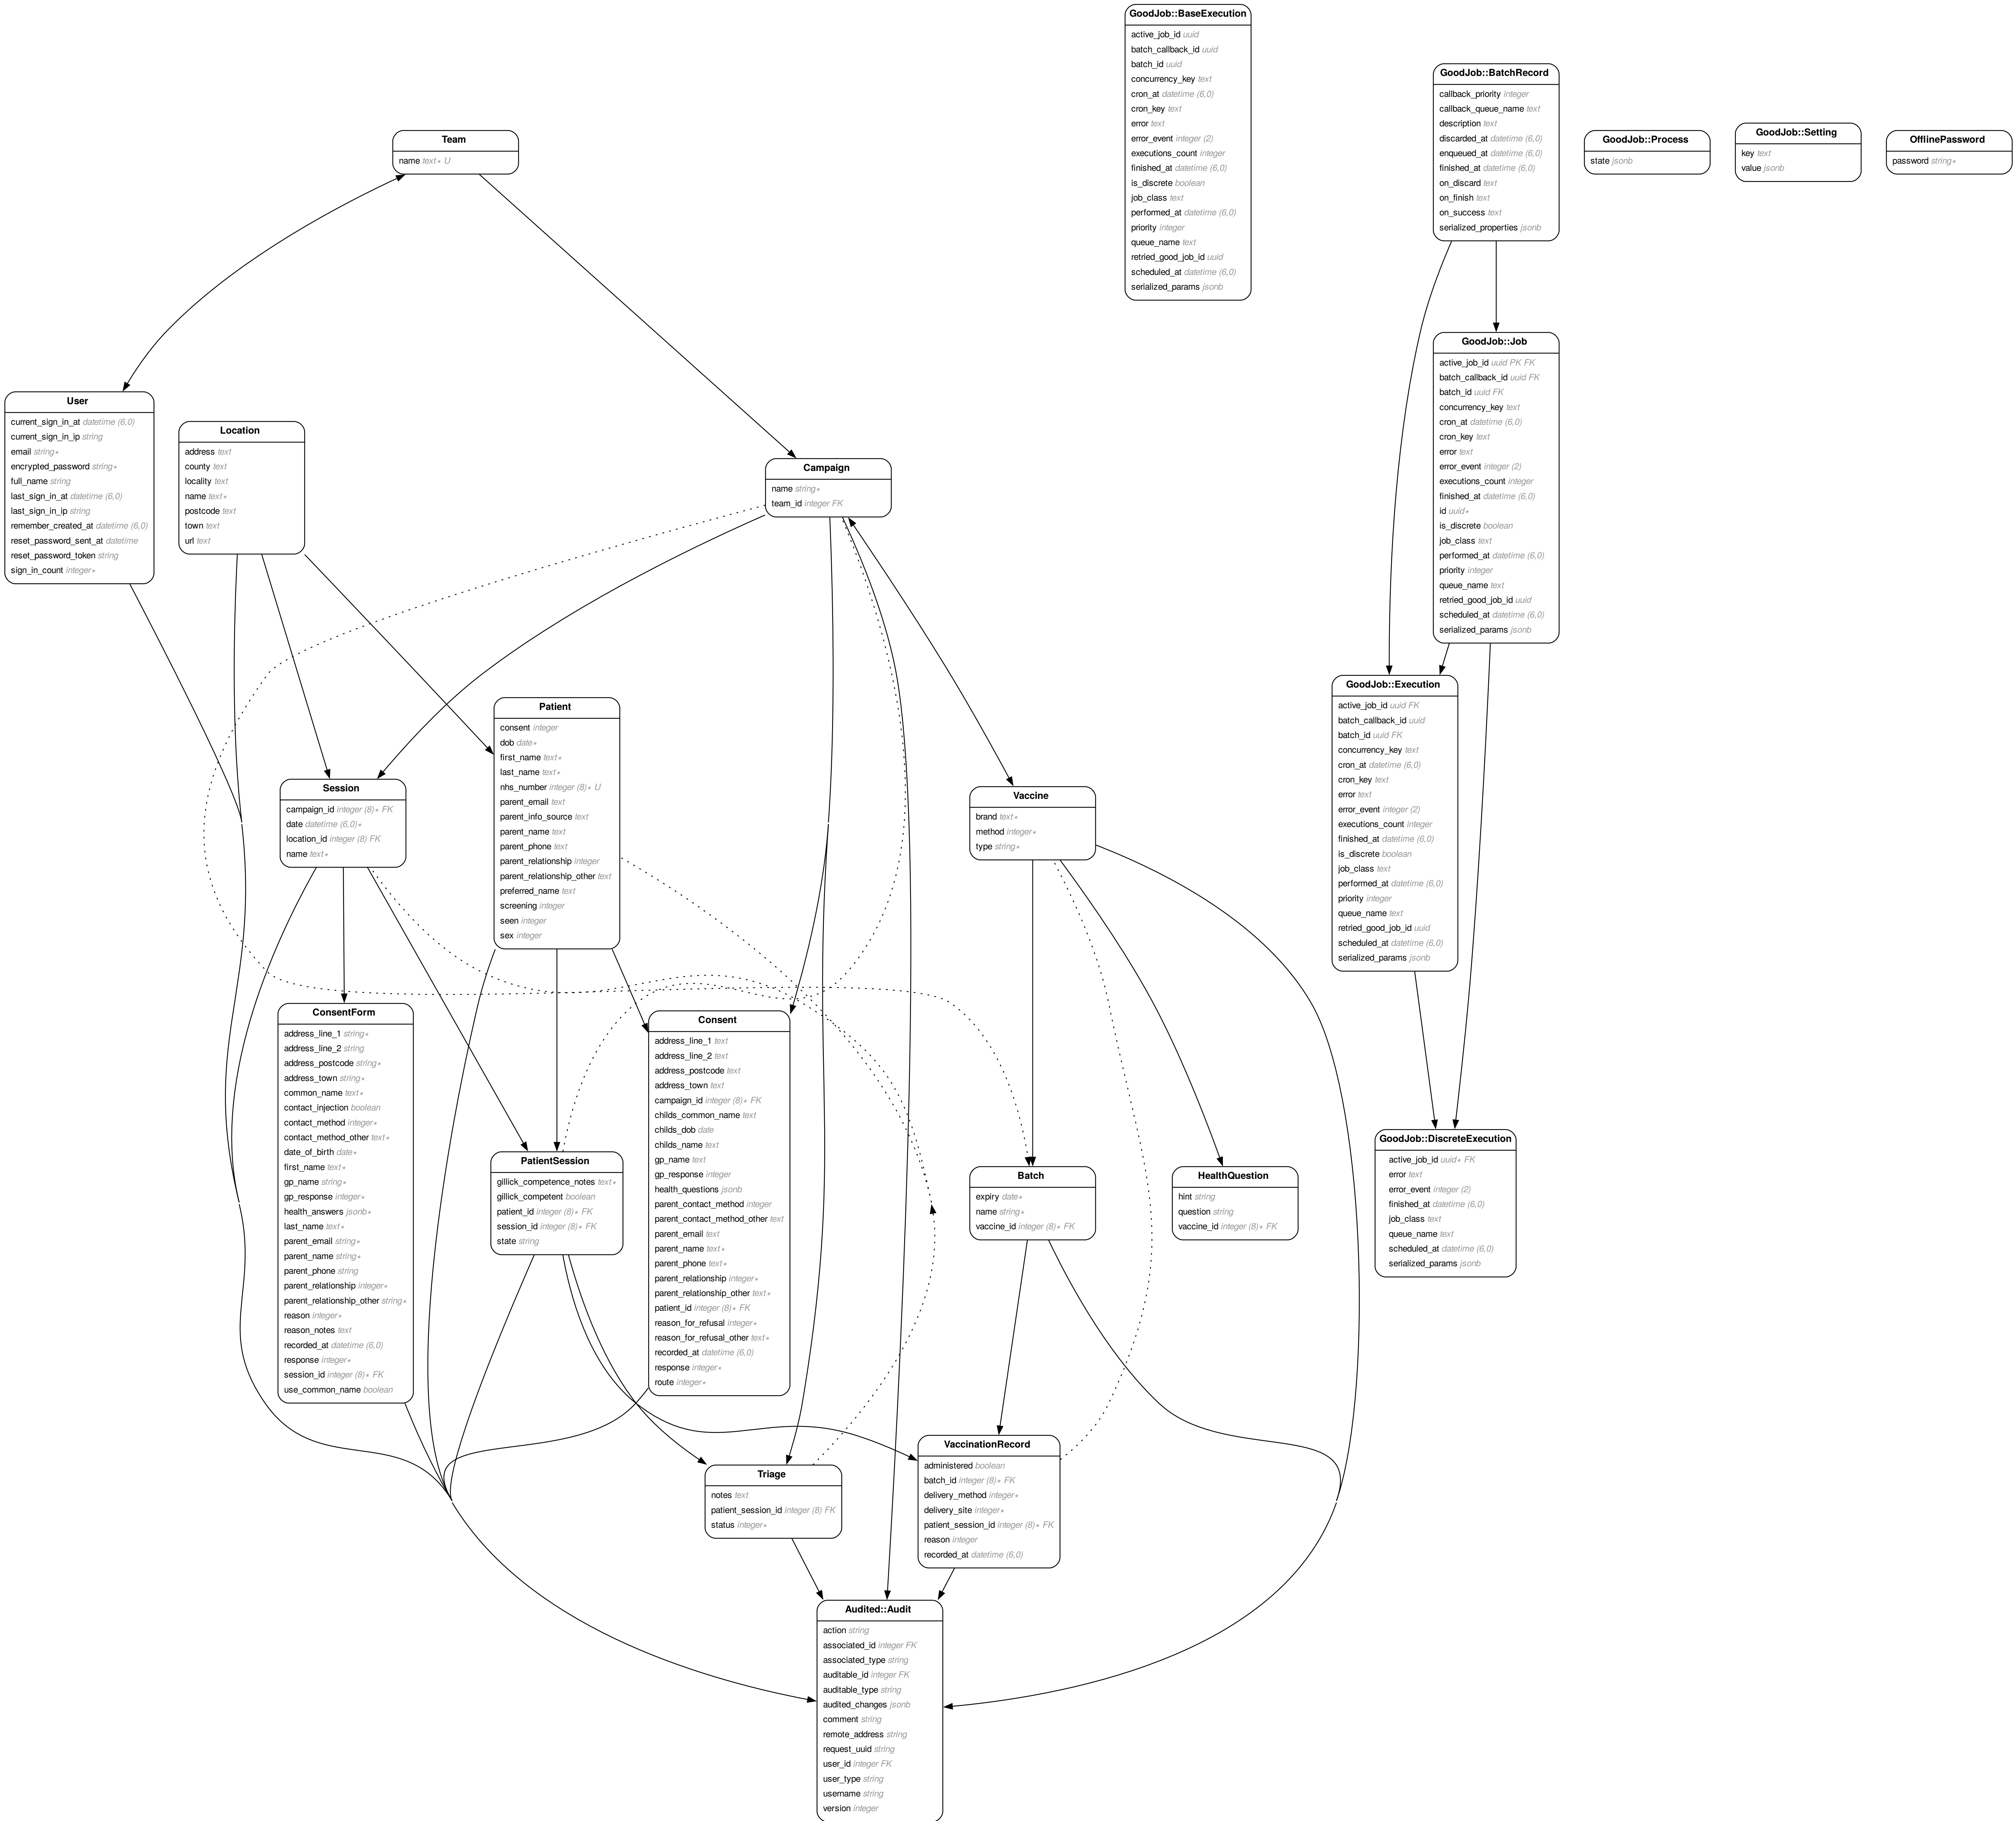 GoodJob::BaseExecution
active_job_id uuid
batch_callback_id uuid
batch_id uuid
concurrency_key text
cron_at datetime (6,0)
cron_key text
error text
error_event integer (2)
executions_count integer
finished_at datetime (6,0)
is_discrete boolean
job_class text
performed_at datetime (6,0)
priority integer
queue_name text
retried_good_job_id uuid
scheduled_at datetime (6,0)
serialized_params jsonb
GoodJob::BatchRecord
callback_priority integer
callback_queue_name text
description text
discarded_at datetime (6,0)
enqueued_at datetime (6,0)
finished_at datetime (6,0)
on_discard text
on_finish text
on_success text
serialized_properties jsonb
Team
name text∗ U
GoodJob::Process
state jsonb
GoodJob::Setting
key text
value jsonb
OfflinePassword
password string∗
GoodJob::Job
active_job_id uuid PK FK
batch_callback_id uuid FK
batch_id uuid FK
concurrency_key text
cron_at datetime (6,0)
cron_key text
error text
error_event integer (2)
executions_count integer
finished_at datetime (6,0)
id uuid∗
is_discrete boolean
job_class text
performed_at datetime (6,0)
priority integer
queue_name text
retried_good_job_id uuid
scheduled_at datetime (6,0)
serialized_params jsonb
User
current_sign_in_at datetime (6,0)
current_sign_in_ip string
email string∗
encrypted_password string∗
full_name string
last_sign_in_at datetime (6,0)
last_sign_in_ip string
remember_created_at datetime (6,0)
reset_password_sent_at datetime
reset_password_token string
sign_in_count integer∗
Location
address text
county text
locality text
name text∗
postcode text
town text
url text
Campaign
name string∗
team_id integer FK
GoodJob::Execution
active_job_id uuid FK
batch_callback_id uuid
batch_id uuid FK
concurrency_key text
cron_at datetime (6,0)
cron_key text
error text
error_event integer (2)
executions_count integer
finished_at datetime (6,0)
is_discrete boolean
job_class text
performed_at datetime (6,0)
priority integer
queue_name text
retried_good_job_id uuid
scheduled_at datetime (6,0)
serialized_params jsonb
Patient
consent integer
dob date∗
first_name text∗
last_name text∗
nhs_number integer (8)∗ U
parent_email text
parent_info_source text
parent_name text
parent_phone text
parent_relationship integer
parent_relationship_other text
preferred_name text
screening integer
seen integer
sex integer
Session
campaign_id integer (8)∗ FK
date datetime (6,0)∗
location_id integer (8) FK
name text∗
Vaccine
brand text∗
method integer∗
type string∗
ConsentForm
address_line_1 string∗
address_line_2 string
address_postcode string∗
address_town string∗
common_name text∗
contact_injection boolean
contact_method integer∗
contact_method_other text∗
date_of_birth date∗
first_name text∗
gp_name string∗
gp_response integer∗
health_answers jsonb∗
last_name text∗
parent_email string∗
parent_name string∗
parent_phone string
parent_relationship integer∗
parent_relationship_other string∗
reason integer∗
reason_notes text
recorded_at datetime (6,0)
response integer∗
session_id integer (8)∗ FK
use_common_name boolean
Consent
address_line_1 text
address_line_2 text
address_postcode text
address_town text
campaign_id integer (8)∗ FK
childs_common_name text
childs_dob date
childs_name text
gp_name text
gp_response integer
health_questions jsonb
parent_contact_method integer
parent_contact_method_other text
parent_email text
parent_name text∗
parent_phone text∗
parent_relationship integer∗
parent_relationship_other text∗
patient_id integer (8)∗ FK
reason_for_refusal integer∗
reason_for_refusal_other text∗
recorded_at datetime (6,0)
response integer∗
route integer∗
PatientSession
gillick_competence_notes text∗
gillick_competent boolean
patient_id integer (8)∗ FK
session_id integer (8)∗ FK
state string
Batch
expiry date∗
name string∗
vaccine_id integer (8)∗ FK
HealthQuestion
hint string
question string
vaccine_id integer (8)∗ FK
GoodJob::DiscreteExecution
active_job_id uuid∗ FK
error text
error_event integer (2)
finished_at datetime (6,0)
job_class text
queue_name text
scheduled_at datetime (6,0)
serialized_params jsonb
Triage
notes text
patient_session_id integer (8) FK
status integer∗
VaccinationRecord
administered boolean
batch_id integer (8)∗ FK
delivery_method integer∗
delivery_site integer∗
patient_session_id integer (8)∗ FK
reason integer
recorded_at datetime (6,0)
Audited::Audit
action string
associated_id integer FK
associated_type string
auditable_id integer FK
auditable_type string
audited_changes jsonb
comment string
remote_address string
request_uuid string
user_id integer FK
user_type string
username string
version integer